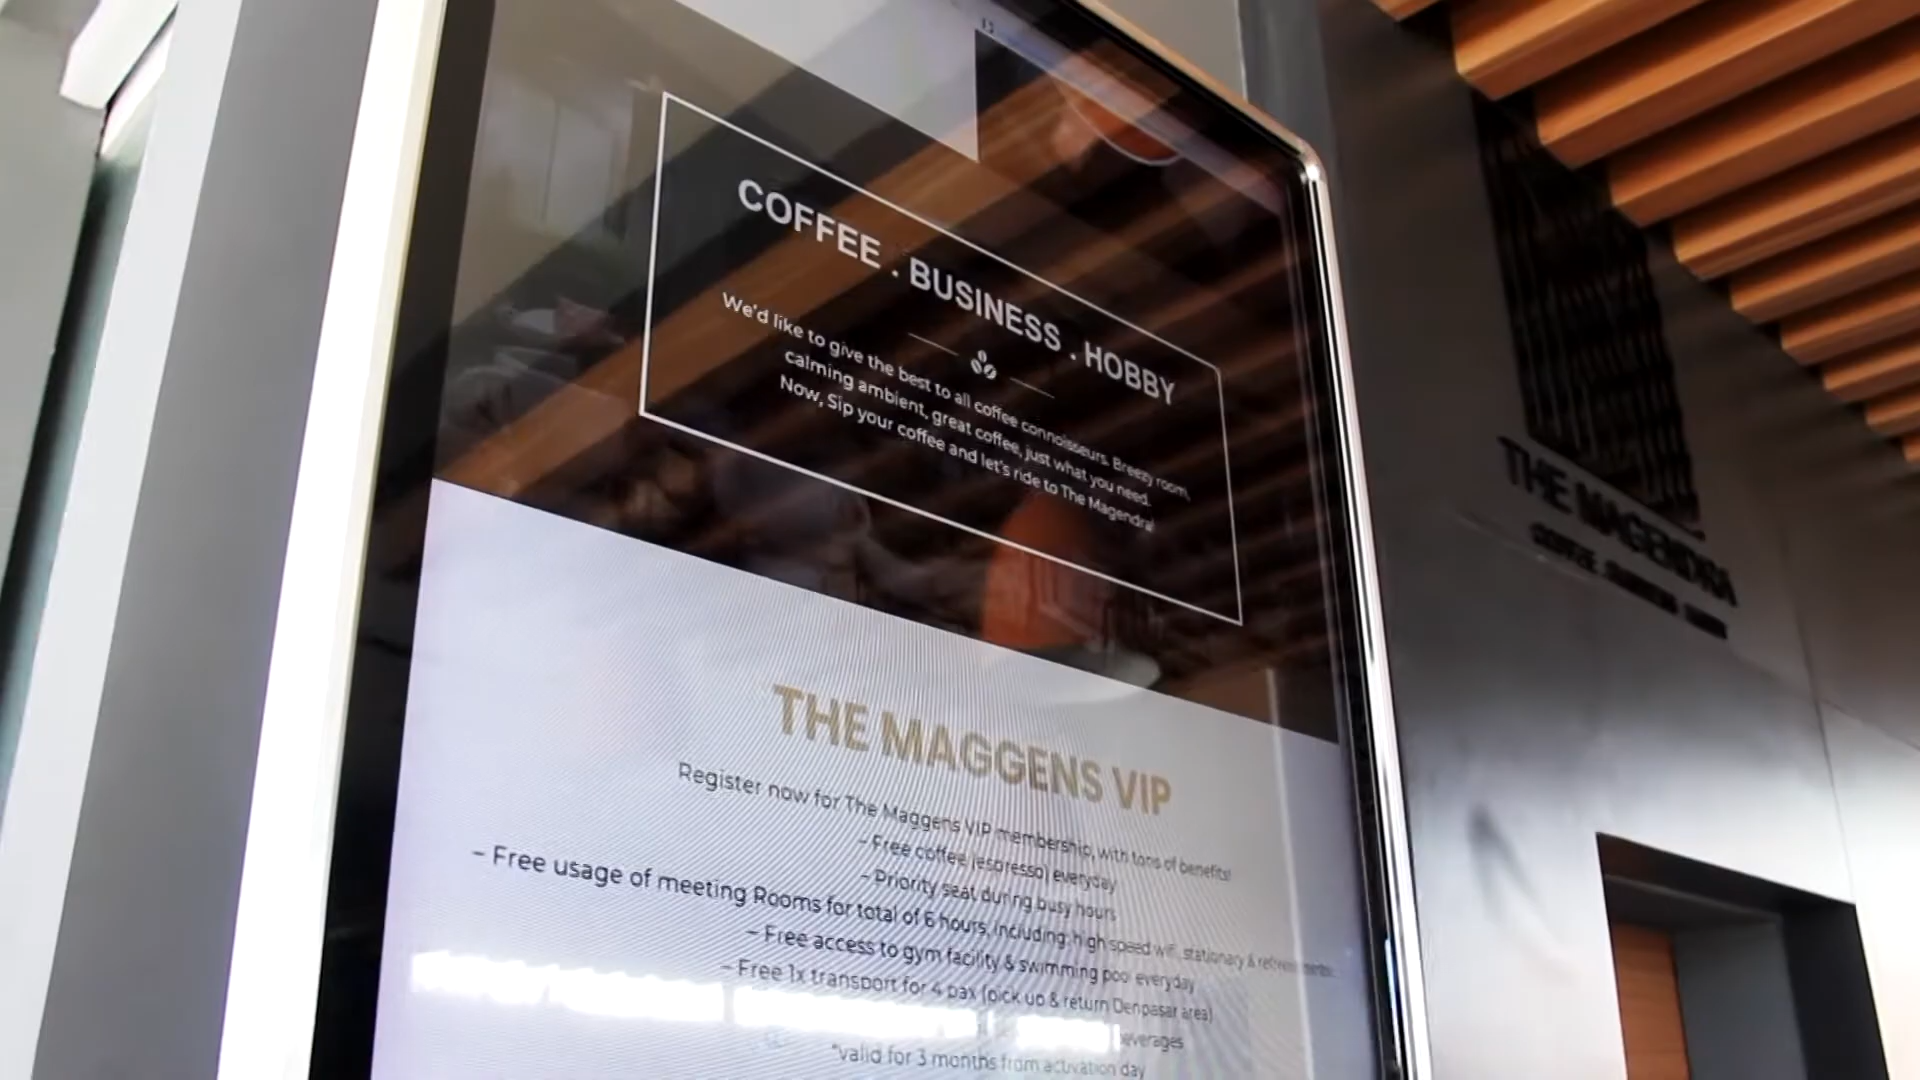 COFFEE . BUSINESS . HOBBY
We'd like to give the best to all coffee connoisseurs. Breezy room,
calming ambient, great coffee, just what you need.
Now, Sip your coffee and let's ride to The Magendra!
THE MAGGENS VIP
Register now for The Maggens VIP membership, with tons of benefits!
- Free coffee (espresso) everyday
- Priority seat during busy hours
- Free usage of meeting Rooms for total of 6 hours, including: high speed wifi, stationary & refreshments.
- Free access to gym facility & swimming pool everyday
- Free 1x transport for 4 pax (pick up & return Denpasar area)
beverages
*valid for 3 months from activation day
THE MAGENDRA
COFFEE . BUSINESS . HOBBY